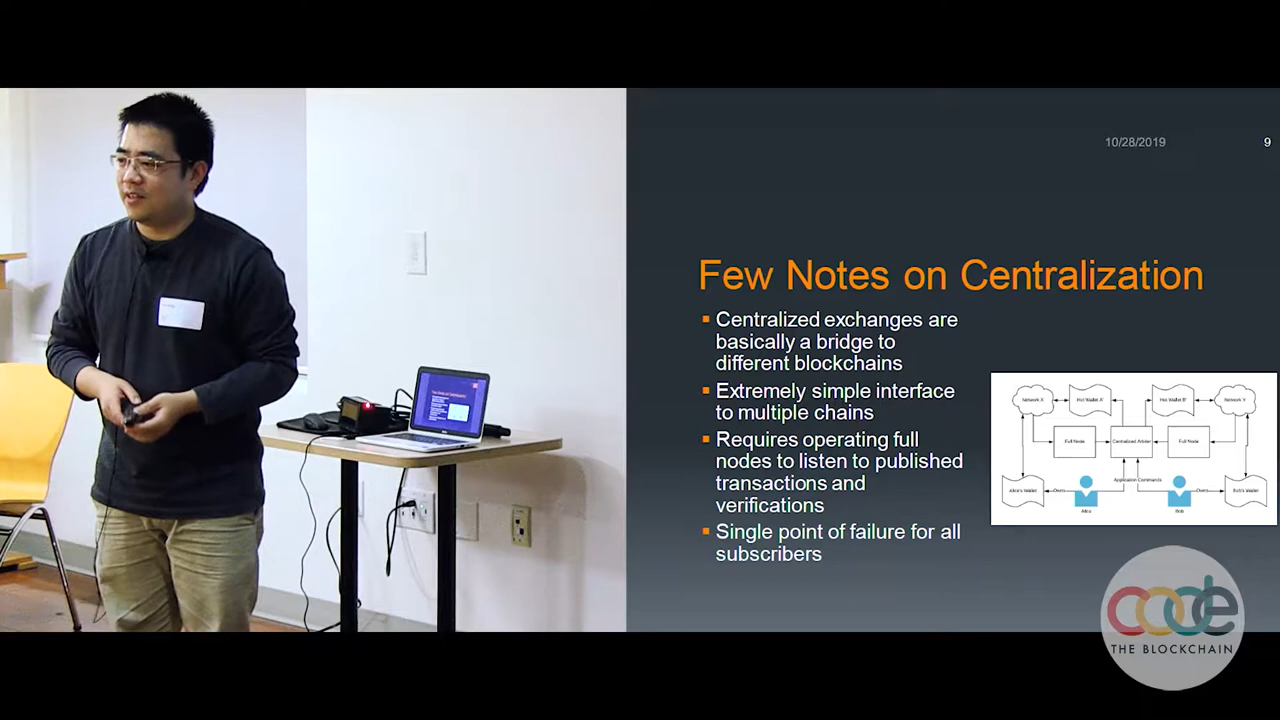 10/28/2019
9
Few Notes on Centralization
Centralized exchanges are
basically a bridge to
different blockchains
Extremely simple interface
to multiple chains
Requires operating full
nodes to listen to published
transactions and
verifications
Single point of failure for all
subscribers
Network X
Hot Wallet A'
Hot Wallet B'
Network Y
Full Node
Centralized Arbiter
Full Node
Application Commands
Alice's Wallet
Owns
Owns
Bob's Wallet
Alice
Bob
code
THE BLOCKCHAIN